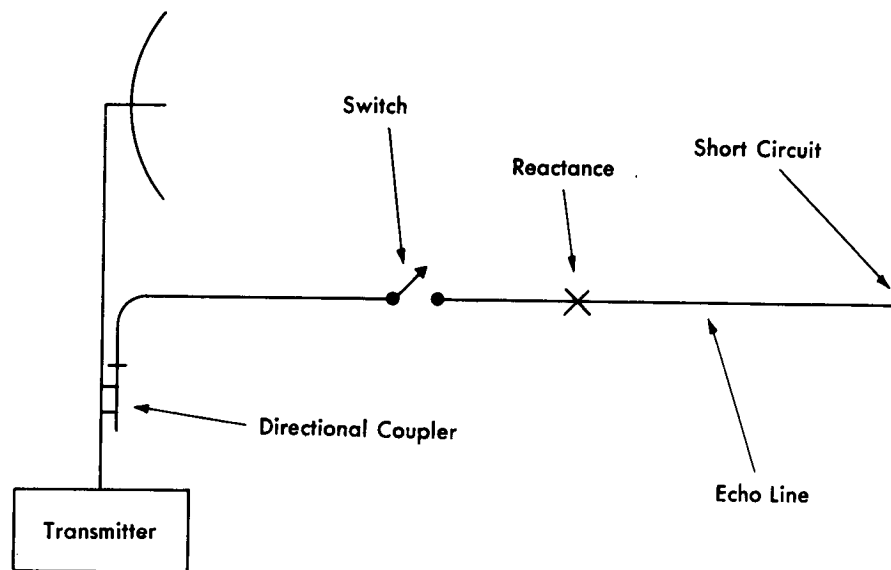 Switch
Short Circuit
Reactance
Directional Coupler
Echo Line
Transmitter